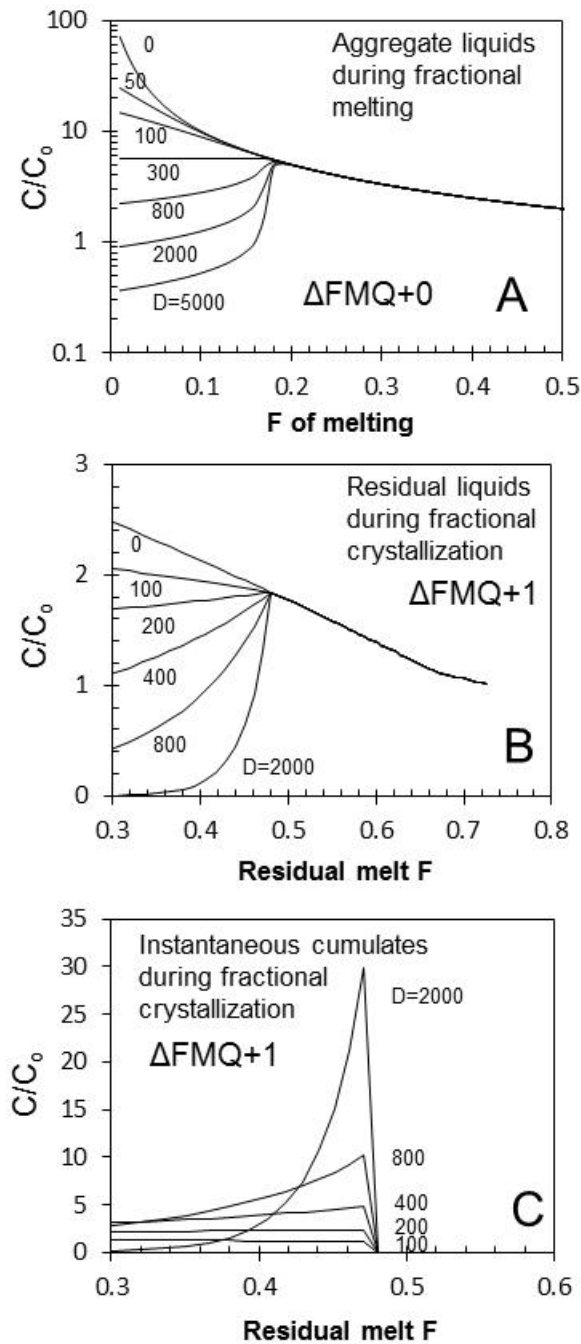 100
10
1
0.1
C/C₀
0
50
100
300
800
2000
D=5000
Aggregate liquids
during fractional
melting
ΔFMQ+0
A
0
0.1
0.2
0.3
0.4
0.5
F of melting
3
2
1
0
C/C₀
0
100
200
400
800
D=2000
Residual liquids
during fractional
crystallization
ΔFMQ+1
B
0.3
0.4
0.5
0.6
0.7
0.8
Residual melt F
35
30
25
20
15
10
5
0
C/C₀
Instantaneous cumulates
during fractional
crystallization
ΔFMQ+1
D=2000
800
400
200
100
C
0.3
0.4
0.5
0.6
Residual melt F